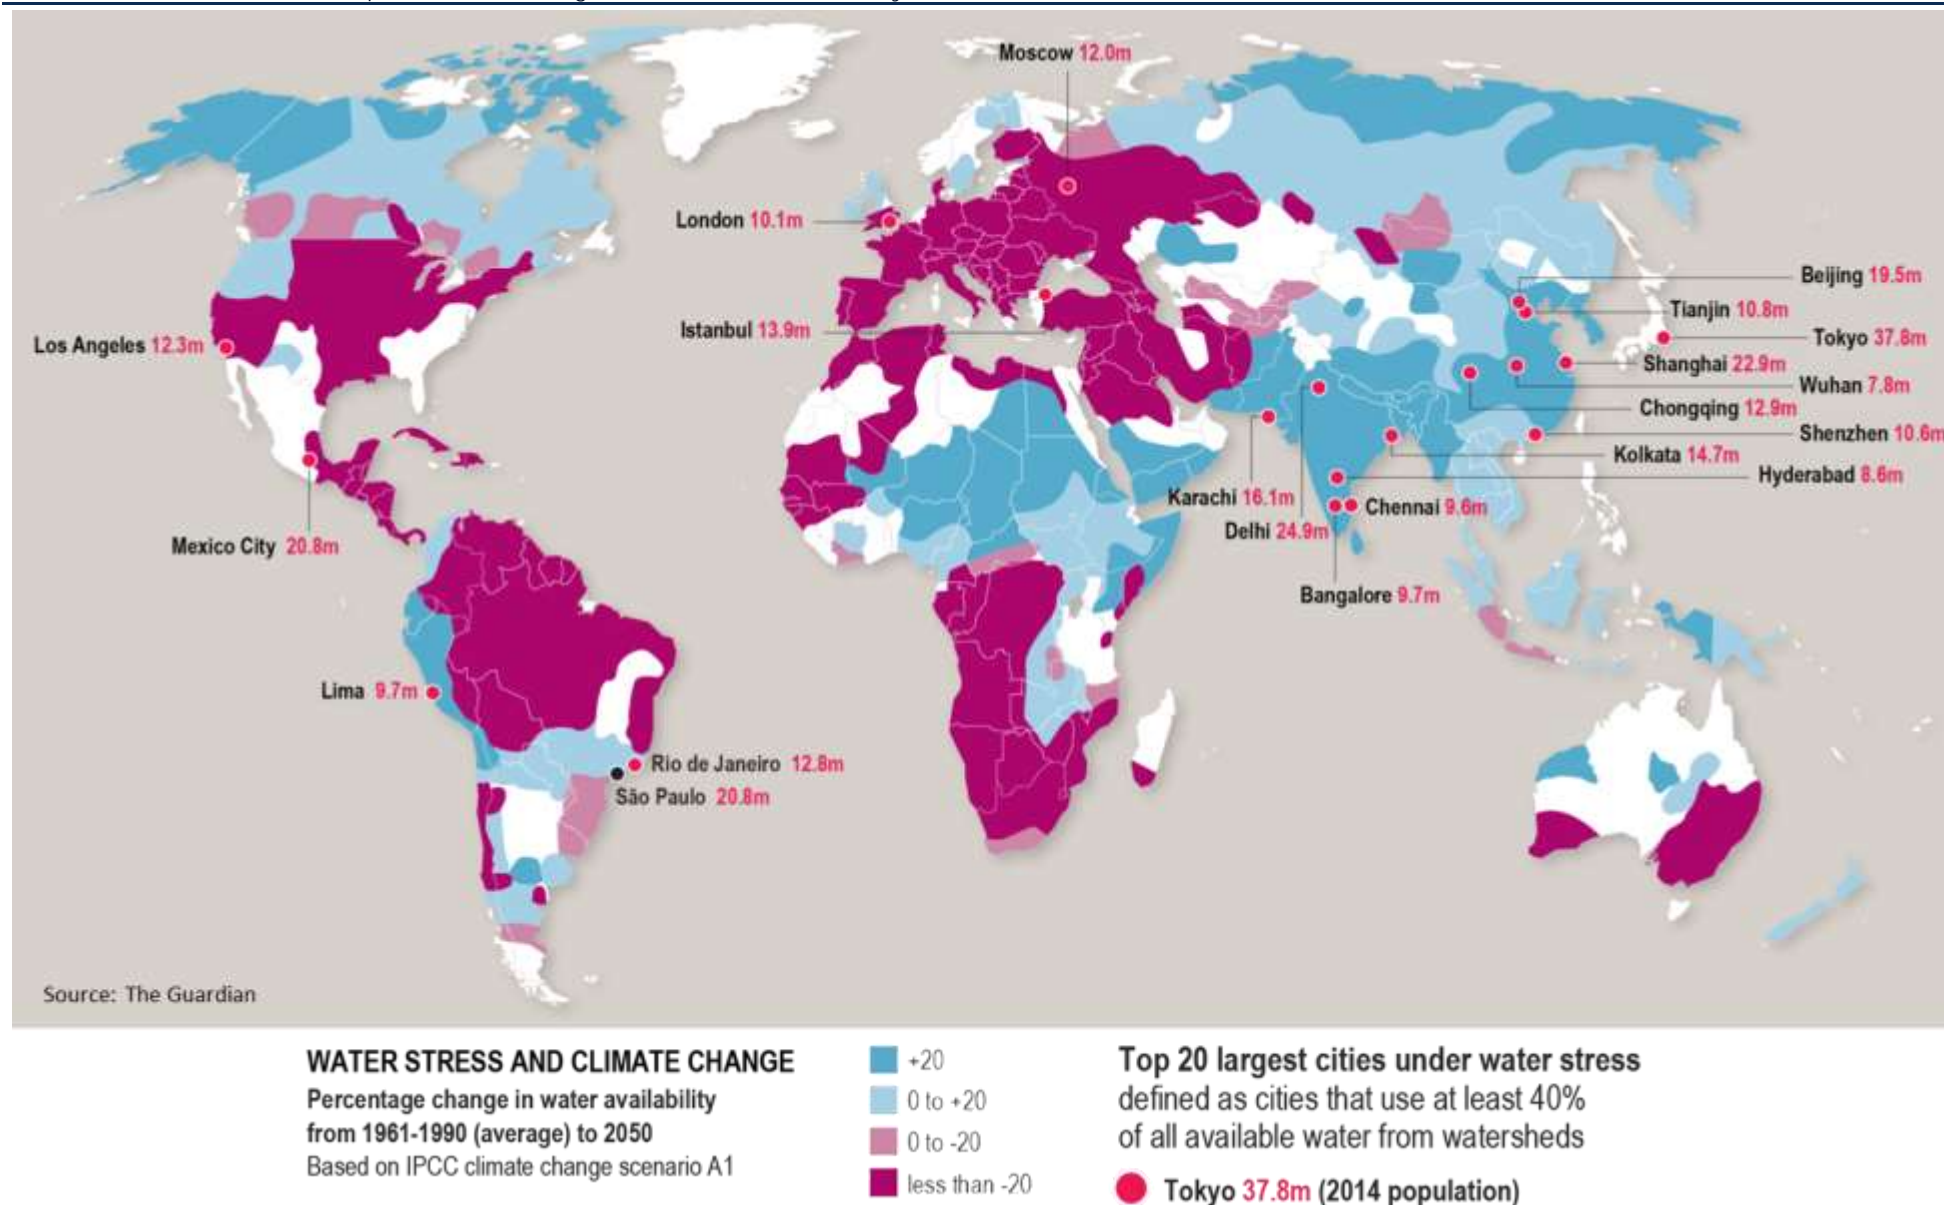 Moscow 12.0m
London 10.1m
Beijing 19.5m
Tianjin 10.8m
Istanbul 13.9m
Los Angeles 12.3m
Tokyo 37.8m
Shanghai 22.9m
Wuhan 7.8m
Chongqing 12.9m
Shenzhen 10.6m
Kolkata 14.7m
Hyderabad 8.6m
Karachi 16.1m
Chennai 9.6m
Delhi 24.9m
Mexico City 20.8m
Bangalore 9.7m
Lima 9.7m
Rio de Janeiro 12.8m
São Paulo 20.8m
Source: The Guardian
WATER STRESS AND CLIMATE CHANGE
Percentage change in water availability
from 1961-1990 (average) to 2050
Based on IPCC climate change scenario A1
+20
0 to +20
0 to -20
less than -20
Top 20 largest cities under water stress
defined as cities that use at least 40%
of all available water from watersheds
Tokyo 37.8m (2014 population)